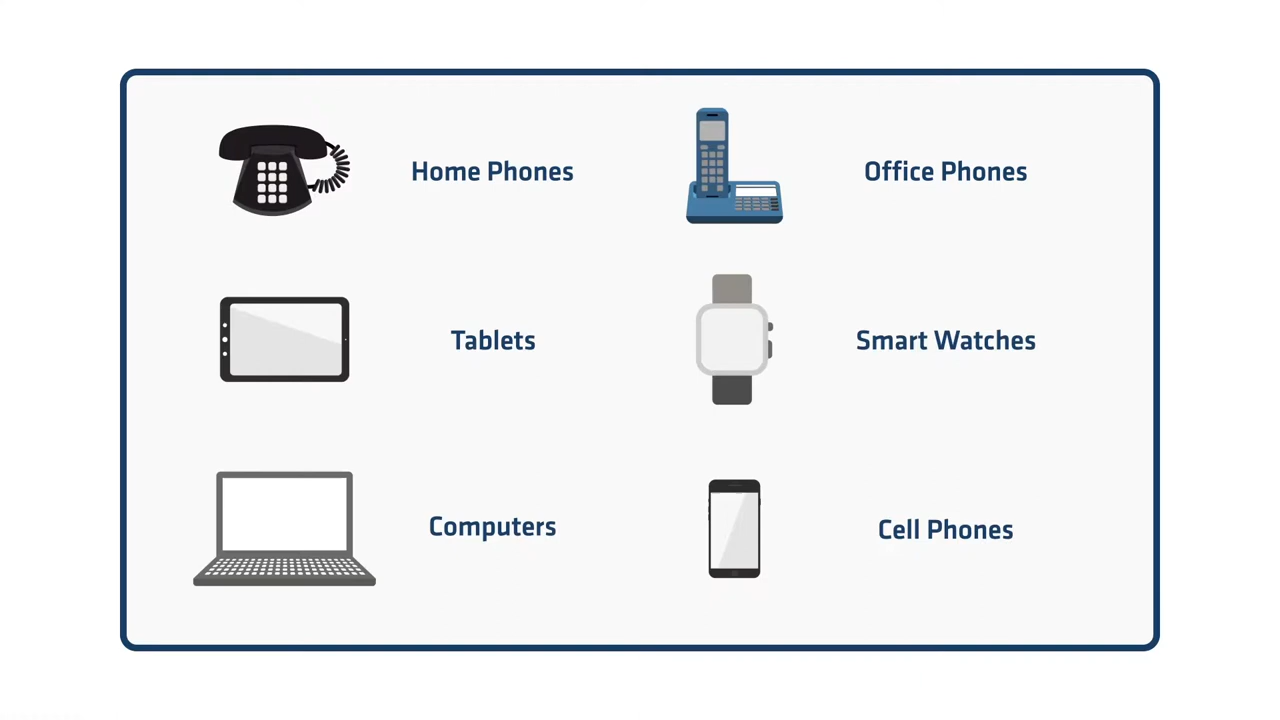 Home Phones
Office Phones
Tablets
Smart Watches
Computers
Cell Phones